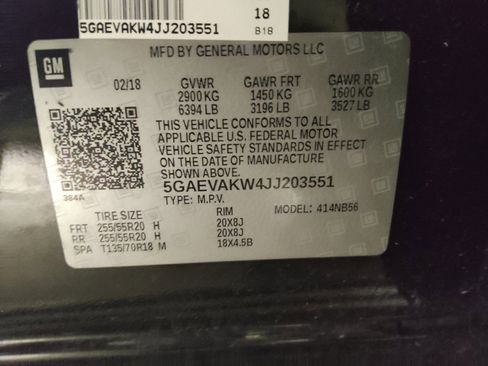 5GAEVAKW4JJ203551
18
B18
GM
MFD BY GENERAL MOTORS LLC
02/18 GVWR GAWR FRT GAWR RR
2900 KG 1450 KG 1600 KG
6394 LB 3196 LB 3527 LB
THIS VEHICLE CONFORMS TO ALL
APPLICABLE U.S. FEDERAL MOTOR
VEHICLE SAFETY STANDARDS IN EFFECT
ON THE DATE OF MANUFACTURE
SHOWN ABOVE.
384A
5GAEVAKW4JJ203551
TYPE: M.P.V. MODEL: 414NB56
TIRE SIZE RIM
FRT 255/55R20 H 20X8J
RR 255/55R20 H 20X8J
SPA T135/70R18 M 18X4.5B